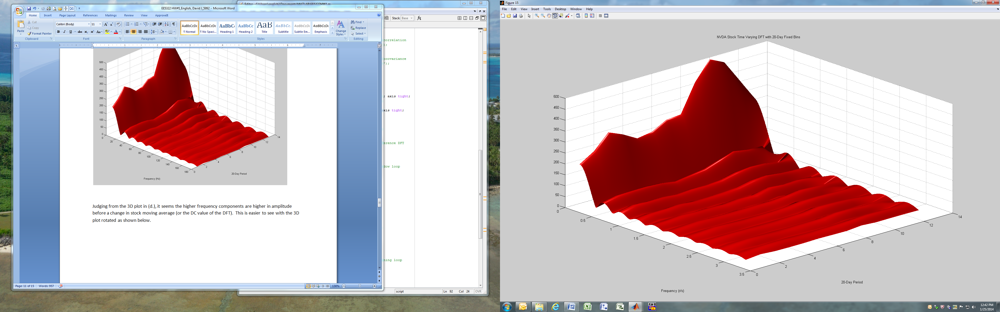 EE5322 HW#1,English, David J_5992 - Microsoft Word
Home Insert Page Layout References Mailings Review View ApproveIt
Paste
Cut
Copy
Format Painter
Clipboard
Calibri (Body) 11
Font
Paragraph
AaBbCcDc AaBbCcDc AaBbCc AaBbCc AaB AaBbCc. AaBbCcDc AaBbCcDc
¶ Normal ¶ No Spaci... Heading 1 Heading 2 Title Subtitle Subtle Em... Emphasis
Change Styles
Styles
Find
Replace
Select
Editing
500
450
400
350
300
250
200
150
100
50
0
0 20 40 60 80 100 120 140 160 180
0 2 4 6 8 10 12 14
20-Day Period
Frequency (Hz)
Judging from the 3D plot in (d.), it seems the higher frequency components are higher in amplitude
before a change in stock moving average (or the DC value of the DFT). This is easier to see with the 3D
plot rotated as shown below.
Page: 11 of 15 Words: 957 130%
Editor - C:\Users\englishj\Documents\MATLAB\EE5322HW1.m
Stack: Base fx
correlation
);
ocovariance
");
; axis tight;
xis tight;
erence DFT
dow loop
ning loop
script Ln 92 Col 24 OVR
Figure 15
File Edit View Insert Tools Desktop Window Help
NVDA Stock Time Varying DFT with 20-Day Fixed Bins
500
450
400
350
300
250
200
150
100
50
0
0 0.5 1 1.5 2 2.5 3 3.5
0 2 4 6 8 10 12 14
20-Day Period
Frequency (r/s)
AWR
12:42 PM
1/25/2014